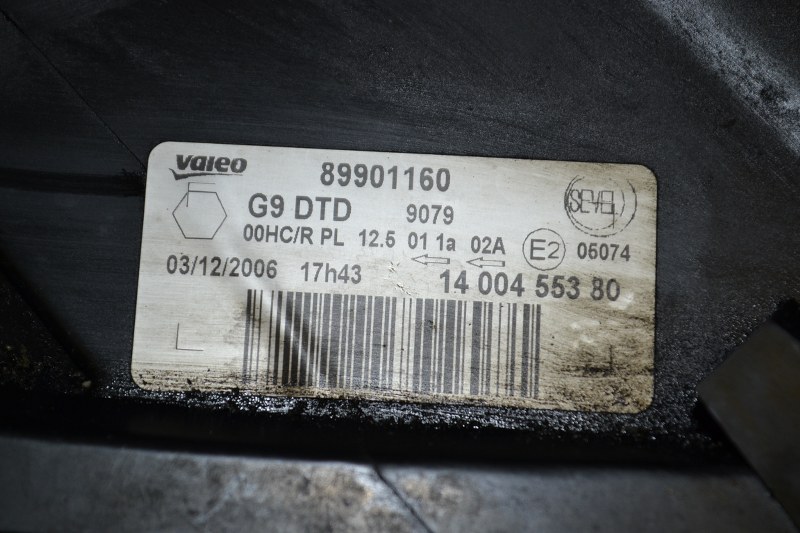 Valeo
89901160
G9 DTD 9079
SEVEL
00HC/R PL 12.5 01 1a 02A E2 05074
03/12/2006 17h43 14 004 553 80
L